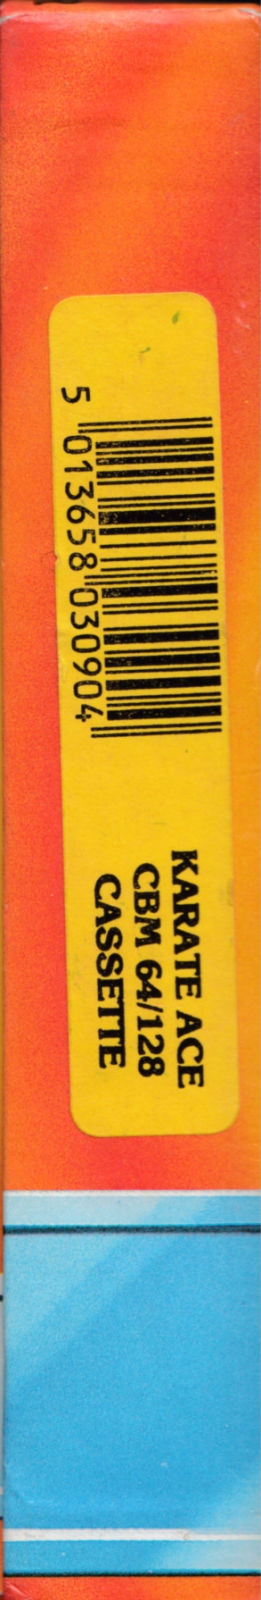 5 013658 030904
KARATE ACE
CBM 64/128
CASSETTE